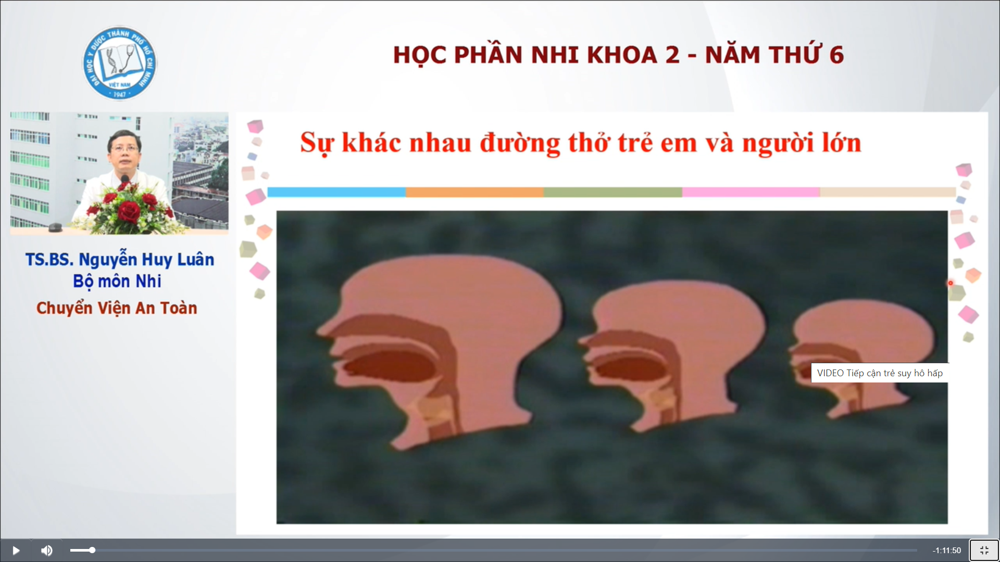 ĐẠI HỌC Y DƯỢC THÀNH PHỐ HỒ CHÍ MINH
VIỆT NAM
· 1947 ·
HỌC PHẦN NHI KHOA 2 - NĂM THỨ 6
Sự khác nhau đường thở trẻ em và người lớn
TS.BS. Nguyễn Huy Luân
Bộ môn Nhi
Chuyển Viện An Toàn
VIDEO Tiếp cận trẻ suy hô hấp
-1:11:50